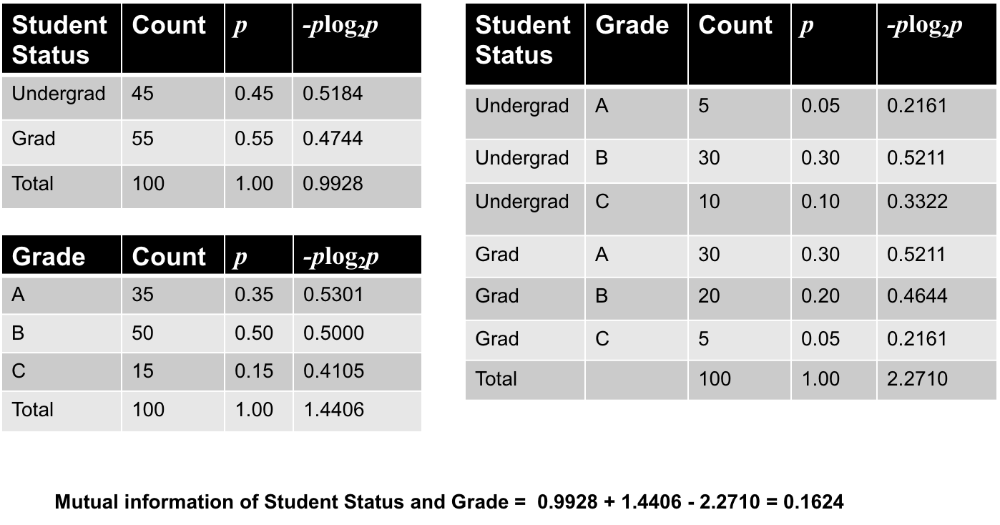 Student Status Count p -plog₂p
Undergrad 45 0.45 0.5184
Grad 55 0.55 0.4744
Total 100 1.00 0.9928
Grade Count p -plog₂p
A 35 0.35 0.5301
B 50 0.50 0.5000
C 15 0.15 0.4105
Total 100 1.00 1.4406
Student Status Grade Count p -plog₂p
Undergrad A 5 0.05 0.2161
Undergrad B 30 0.30 0.5211
Undergrad C 10 0.10 0.3322
Grad A 30 0.30 0.5211
Grad B 20 0.20 0.4644
Grad C 5 0.05 0.2161
Total 100 1.00 2.2710
Mutual information of Student Status and Grade = 0.9928 + 1.4406 - 2.2710 = 0.1624